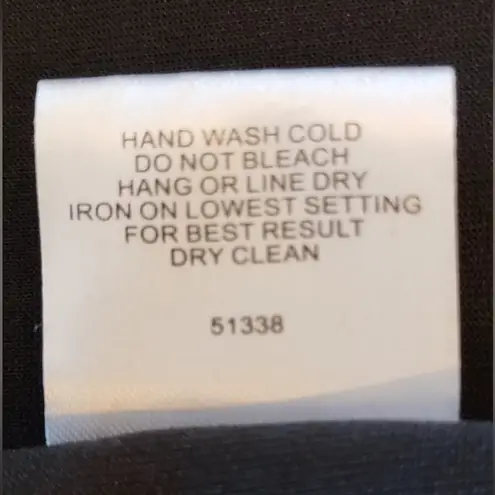 HAND WASH COLD
DO NOT BLEACH
HANG OR LINE DRY
IRON ON LOWEST SETTING
FOR BEST RESULT
DRY CLEAN
51338